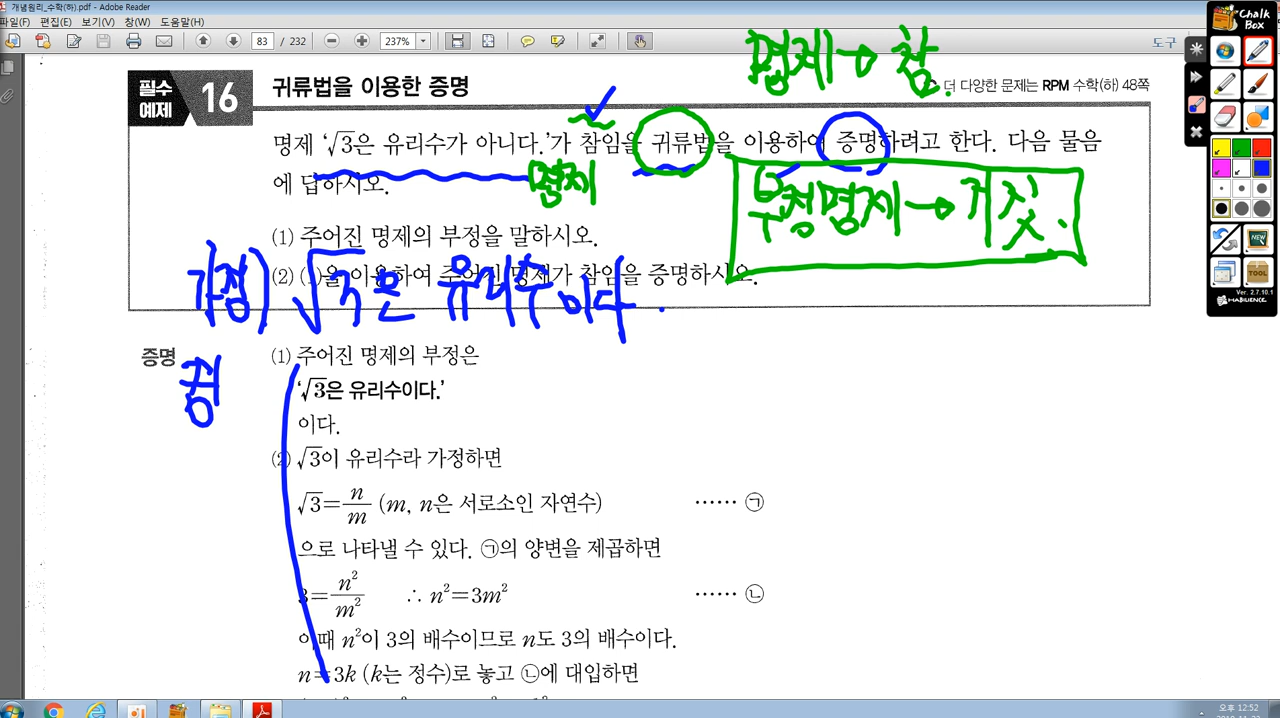 개념원리_수학(하).pdf - Adobe Reader
파일(F) 편집(E) 보기(V) 창(W) 도움말(H)
83 / 232 237% 도구
Chalk Box
명제 → 참.
필수 예제 16 귀류법을 이용한 증명
더 다양한 문제는 RPM 수학(하) 48쪽
명제 ‘√3은 유리수가 아니다.’가 참임을 귀류법을 이용하여 증명하려고 한다. 다음 물음
에 답하시오.
명제
부정명제 → 거짓.
(1) 주어진 명제의 부정을 말하시오.
(2) (1)을 이용하여 주어진 명제가 참임을 증명하시오.
가정) √3은 유리수이다.
증명
(1) 주어진 명제의 부정은
‘√3은 유리수이다.’
이다.
(2) √3이 유리수라 가정하면
√3=n/m (m, n은 서로소인 자연수) …… ㉠
으로 나타낼 수 있다. ㉠의 양변을 제곱하면
3=n²/m² ∴ n²=3m² …… ㉡
이때 n²이 3의 배수이므로 n도 3의 배수이다.
n=3k (k는 정수)로 놓고 ㉡에 대입하면
NEW
TOOL
Ver. 2.7.10.1
HABUENCE
오후 12:52